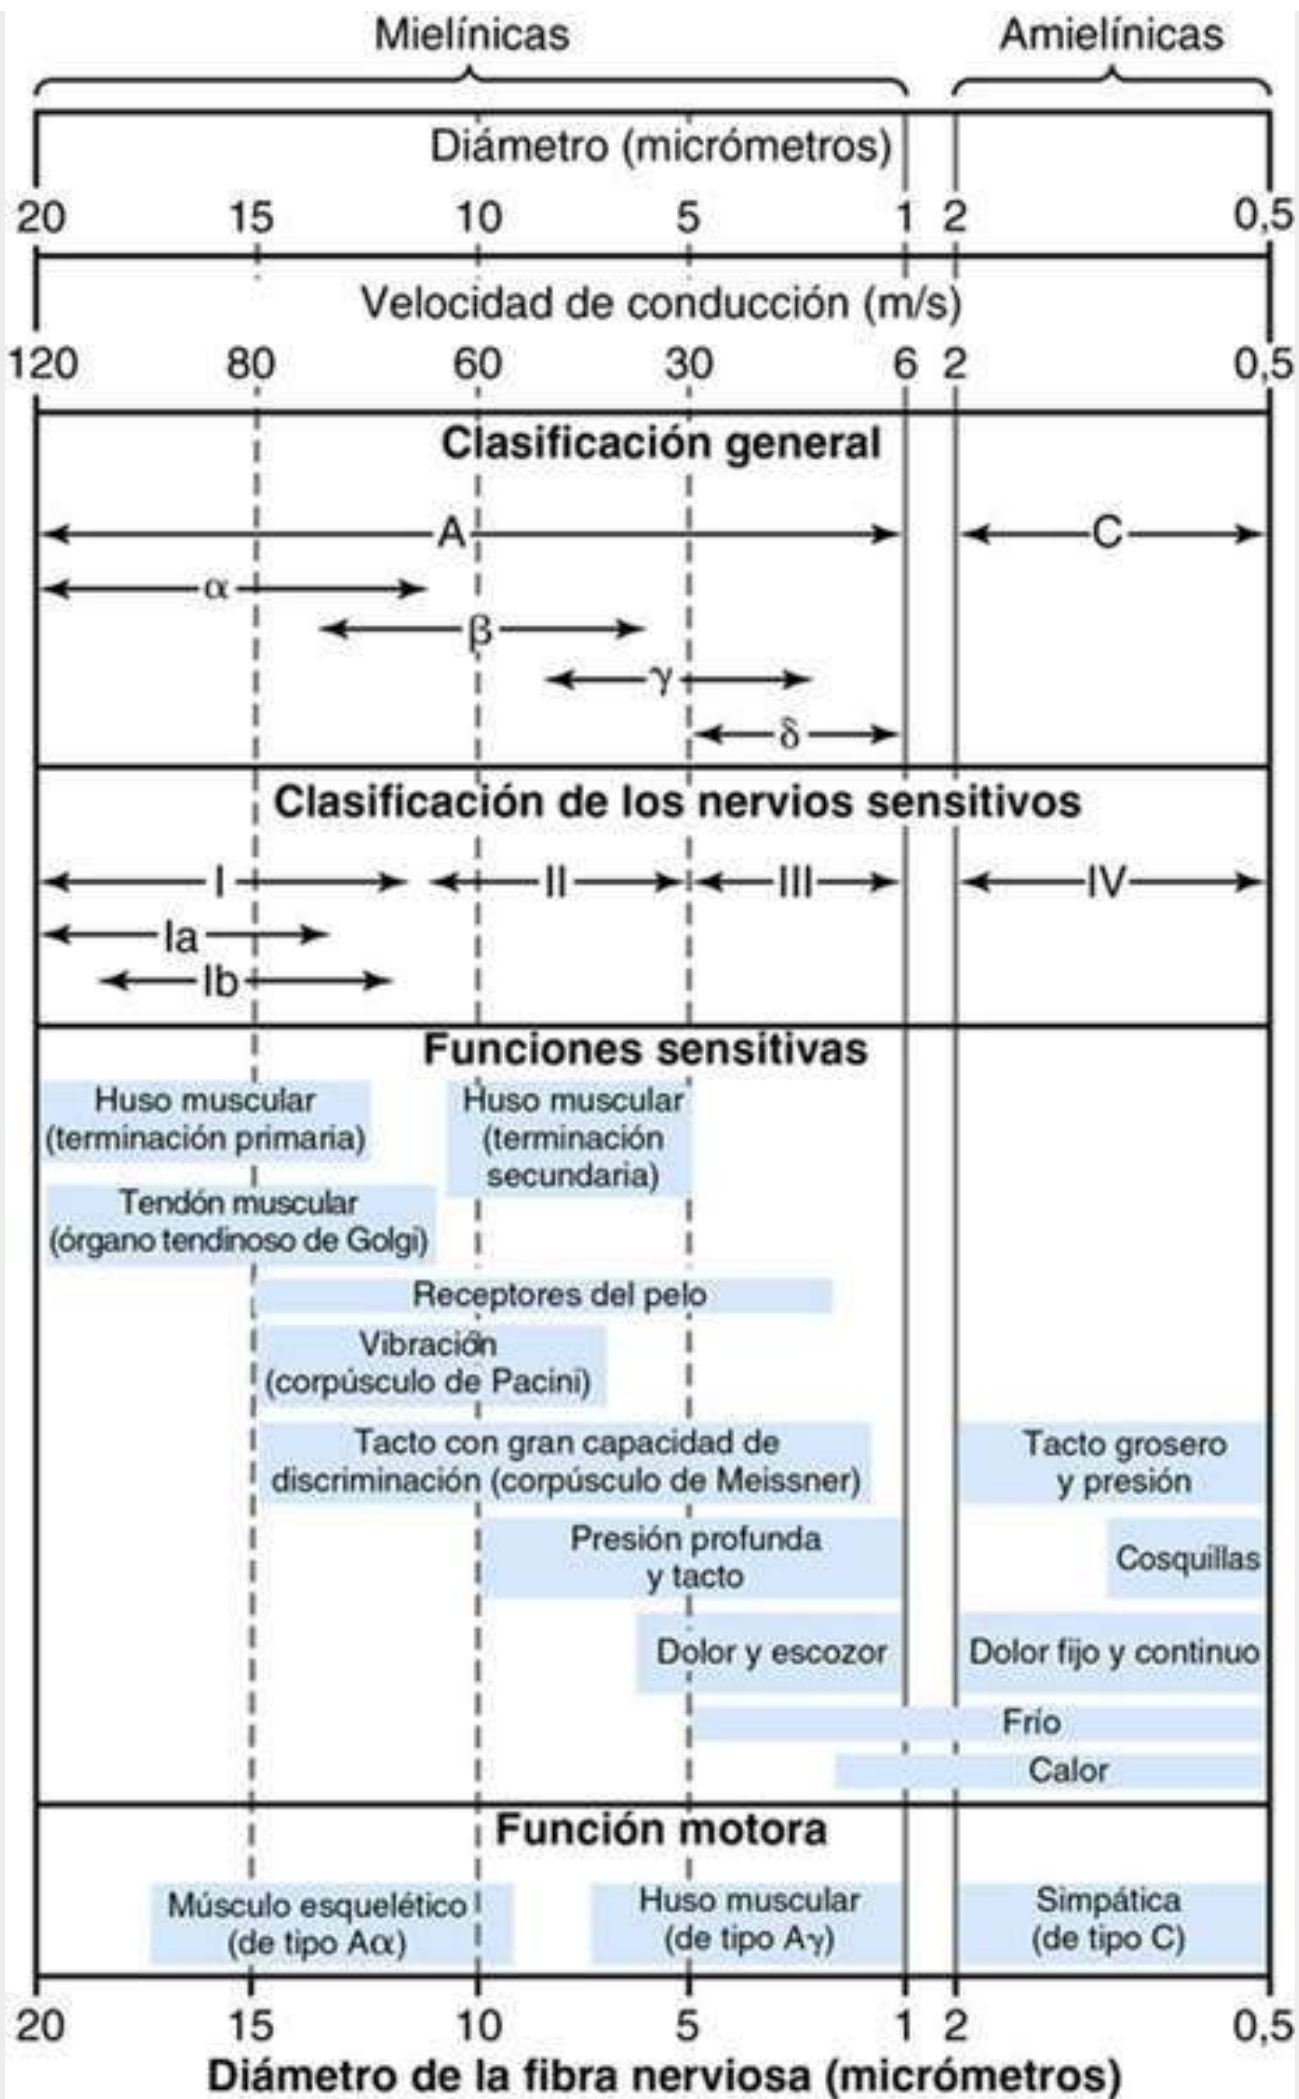 Mielínicas Amielínicas
Diámetro (micrómetros)
20 15 10 5 1 2 0,5
Velocidad de conducción (m/s)
120 80 60 30 6 2 0,5
Clasificación general
A C
α
β
γ
δ
Clasificación de los nervios sensitivos
I II III IV
Ia
Ib
Funciones sensitivas
Huso muscular
(terminación primaria)
Huso muscular
(terminación
secundaria)
Tendón muscular
(órgano tendinoso de Golgi)
Receptores del pelo
Vibración
(corpúsculo de Pacini)
Tacto con gran capacidad de
discriminación (corpúsculo de Meissner)
Tacto grosero
y presión
Presión profunda
y tacto
Cosquillas
Dolor y escozor
Dolor fijo y continuo
Frío
Calor
Función motora
Músculo esquelético
(de tipo Aα)
Huso muscular
(de tipo Aγ)
Simpática
(de tipo C)
20 15 10 5 1 2 0,5
Diámetro de la fibra nerviosa (micrómetros)